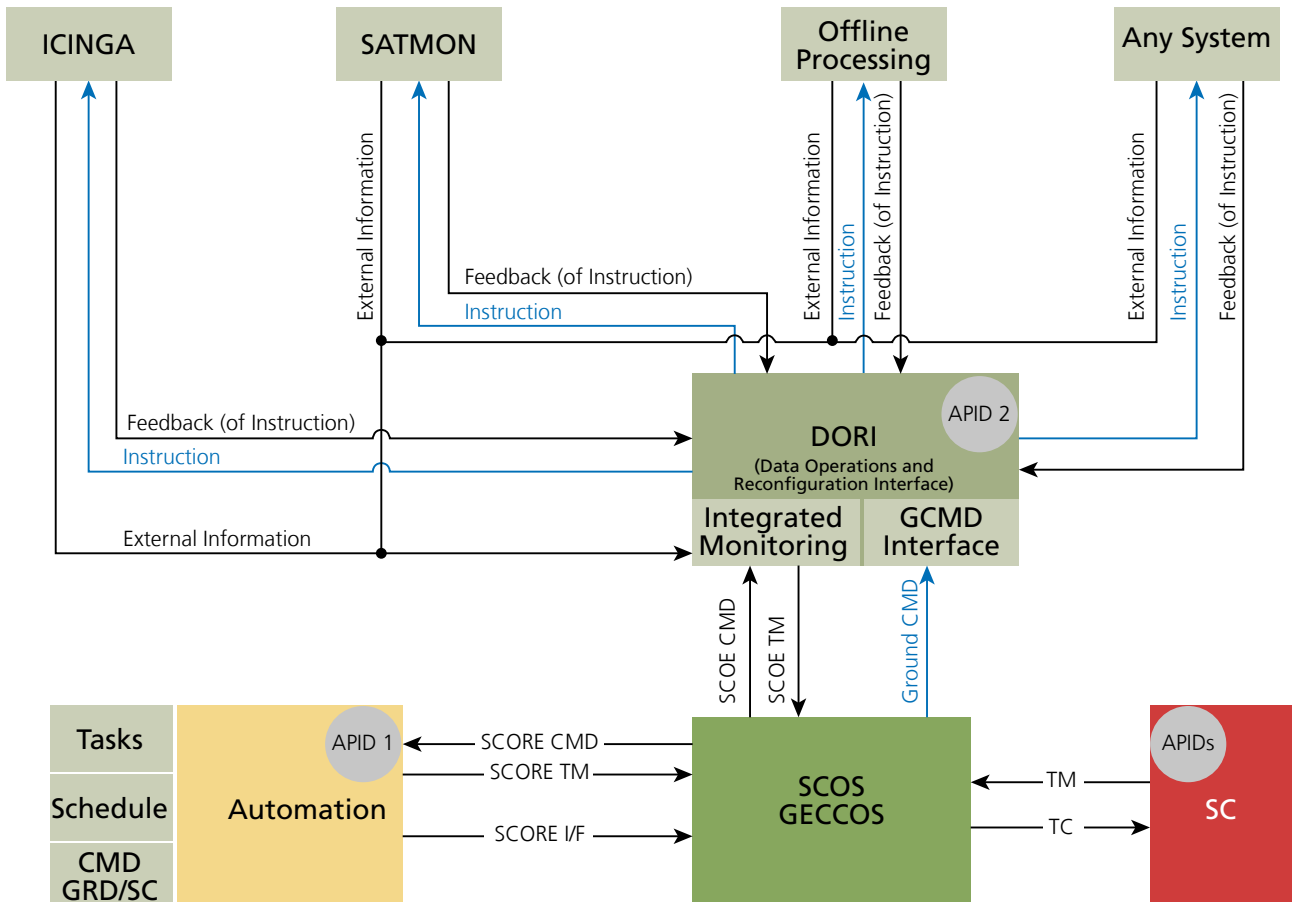 ICINGA
SATMON
Offline
Processing
Any System
External Information
External Information
Instruction
Feedback (of Instruction)
External Information
Instruction
Feedback (of Instruction)
Feedback (of Instruction)
Instruction
Feedback (of Instruction)
Instruction
External Information
APID 2
DORI
(Data Operations and
Reconfiguration Interface)
Integrated
Monitoring
GCMD
Interface
SCOE CMD
SCOE TM
Ground CMD
Tasks
Schedule
CMD
GRD/SC
APID 1
Automation
SCORE CMD
SCORE TM
SCORE I/F
SCOS
GECCOS
TM
TC
APIDs
SC